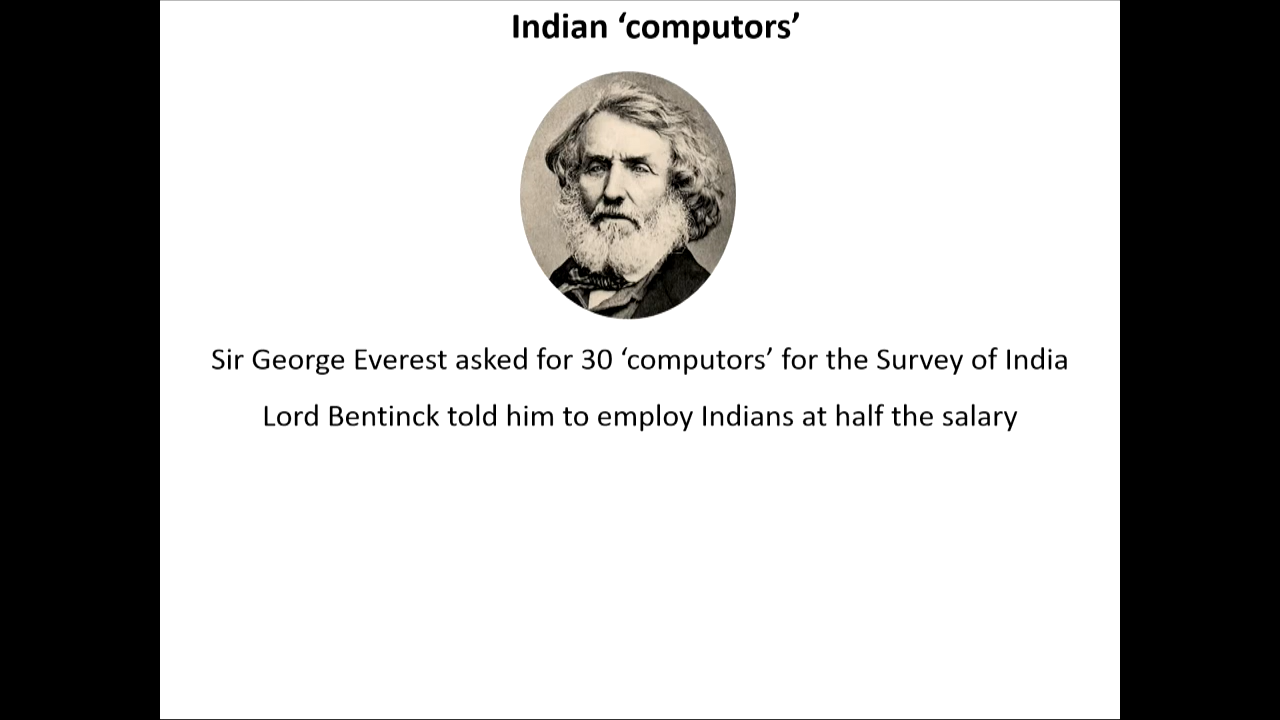 Indian ‘computors’
Sir George Everest asked for 30 ‘computors’ for the Survey of India
Lord Bentinck told him to employ Indians at half the salary